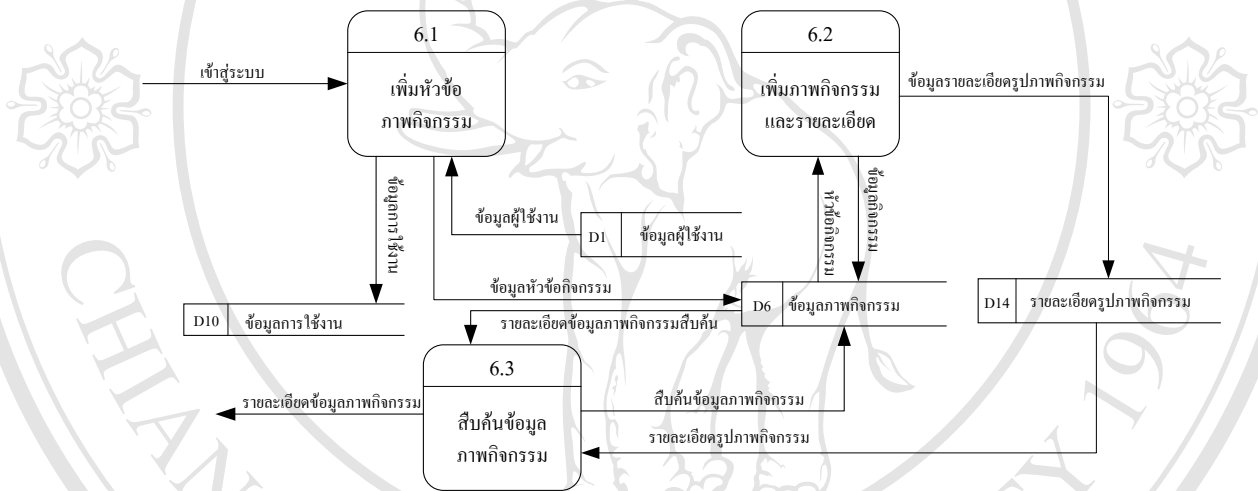 6.1
เพิ่มหัวข้อ
ภาพกิจกรรม
6.2
เพิ่มภาพกิจกรรม
และรายละเอียด
เข้าสู่ระบบ
ข้อมูลรายละเอียดรูปภาพกิจกรรม
ข้อมูลการใช้งาน
ข้อมูลผู้ใช้งาน
D1 ข้อมูลผู้ใช้งาน
หัวข้อกิจกรรม
ข้อมูลกิจกรรม
ข้อมูลหัวข้อกิจกรรม
D6 ข้อมูลภาพกิจกรรม
D14 รายละเอียดรูปภาพกิจกรรม
D10 ข้อมูลการใช้งาน
รายละเอียดข้อมูลภาพกิจกรรมสืบค้น
6.3
สืบค้นข้อมูล
ภาพกิจกรรม
รายละเอียดข้อมูลภาพกิจกรรม
สืบค้นข้อมูลภาพกิจกรรม
รายละเอียดรูปภาพกิจกรรม
CHIAN
Y 1964